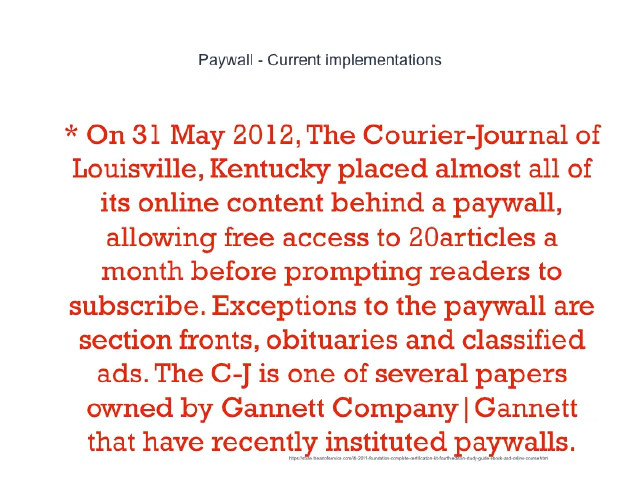 Paywall - Current implementations
* On 31 May 2012, The Courier-Journal of
Louisville, Kentucky placed almost all of
its online content behind a paywall,
allowing free access to 20articles a
month before prompting readers to
subscribe. Exceptions to the paywall are
section fronts, obituaries and classified
ads. The C-J is one of several papers
owned by Gannett Company|Gannett
that have recently instituted paywalls.